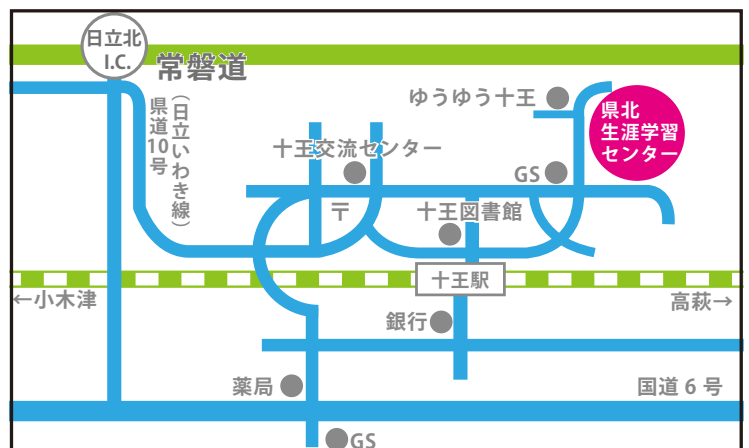 日立北
I.C.
常磐道
ゆうゆう十王
県北
生涯学習
センター
県道10号
（日立いわき線）
十王交流センター
GS
〒
十王図書館
十王駅
←小木津
高萩→
銀行
薬局
国道6号
GS